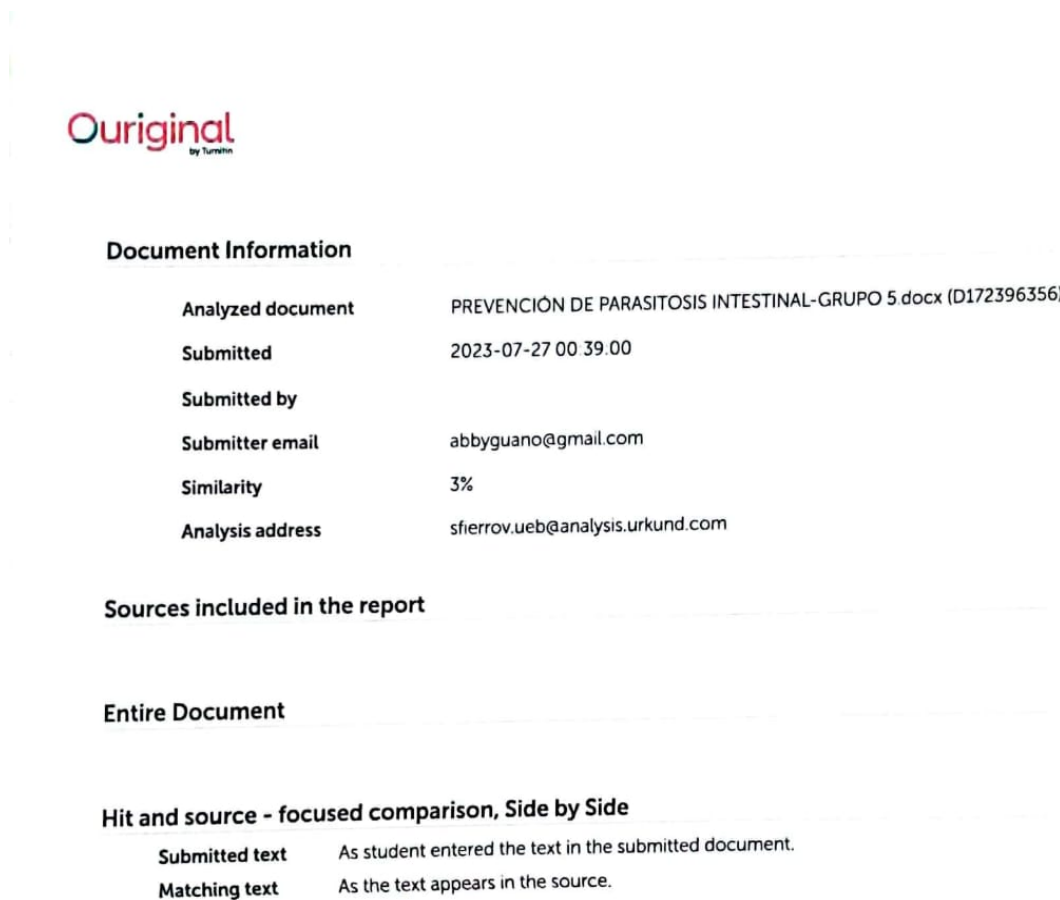 Ouriginal
by Turnitin
Document Information
Analyzed document PREVENCIÓN DE PARASITOSIS INTESTINAL-GRUPO 5.docx (D172396356)
Submitted 2023-07-27 00:39:00
Submitted by
Submitter email abbyguano@gmail.com
Similarity 3%
Analysis address sfierrov.ueb@analysis.urkund.com
Sources included in the report
Entire Document
Hit and source - focused comparison, Side by Side
Submitted text As student entered the text in the submitted document.
Matching text As the text appears in the source.